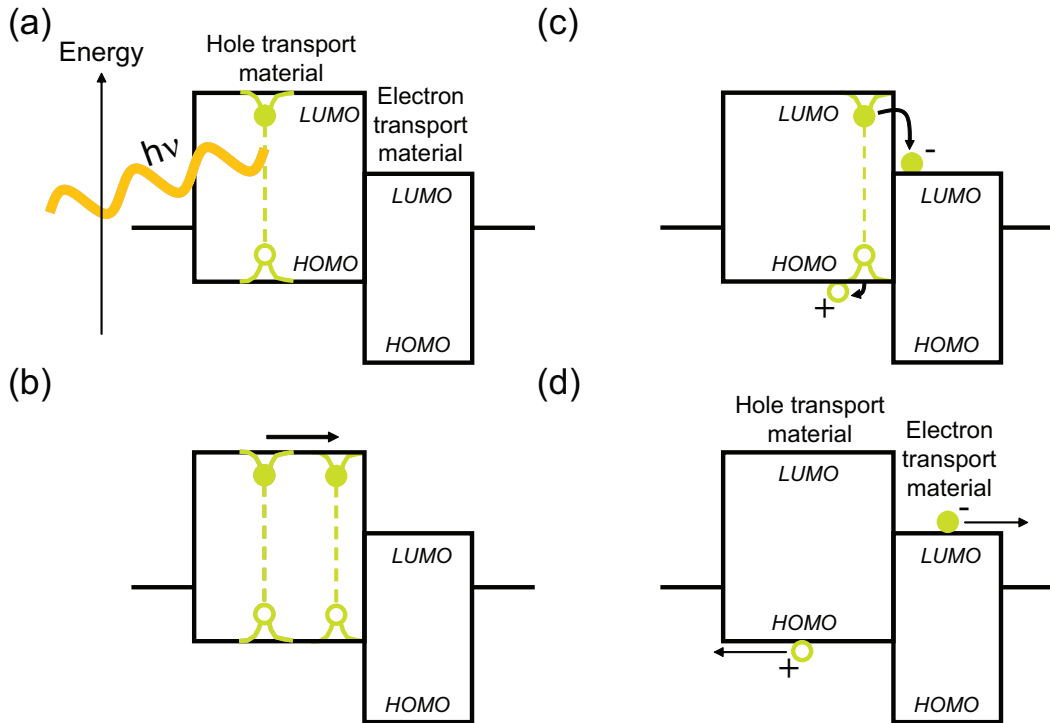 (a)
Energy
Hole transport
material
Electron
transport
material
hν
LUMO
LUMO
HOMO
HOMO
(c)
LUMO
-
LUMO
HOMO
+
HOMO
(b)
LUMO
HOMO
(d)
Hole transport
material
Electron
transport
material
LUMO
-
LUMO
HOMO
+
HOMO